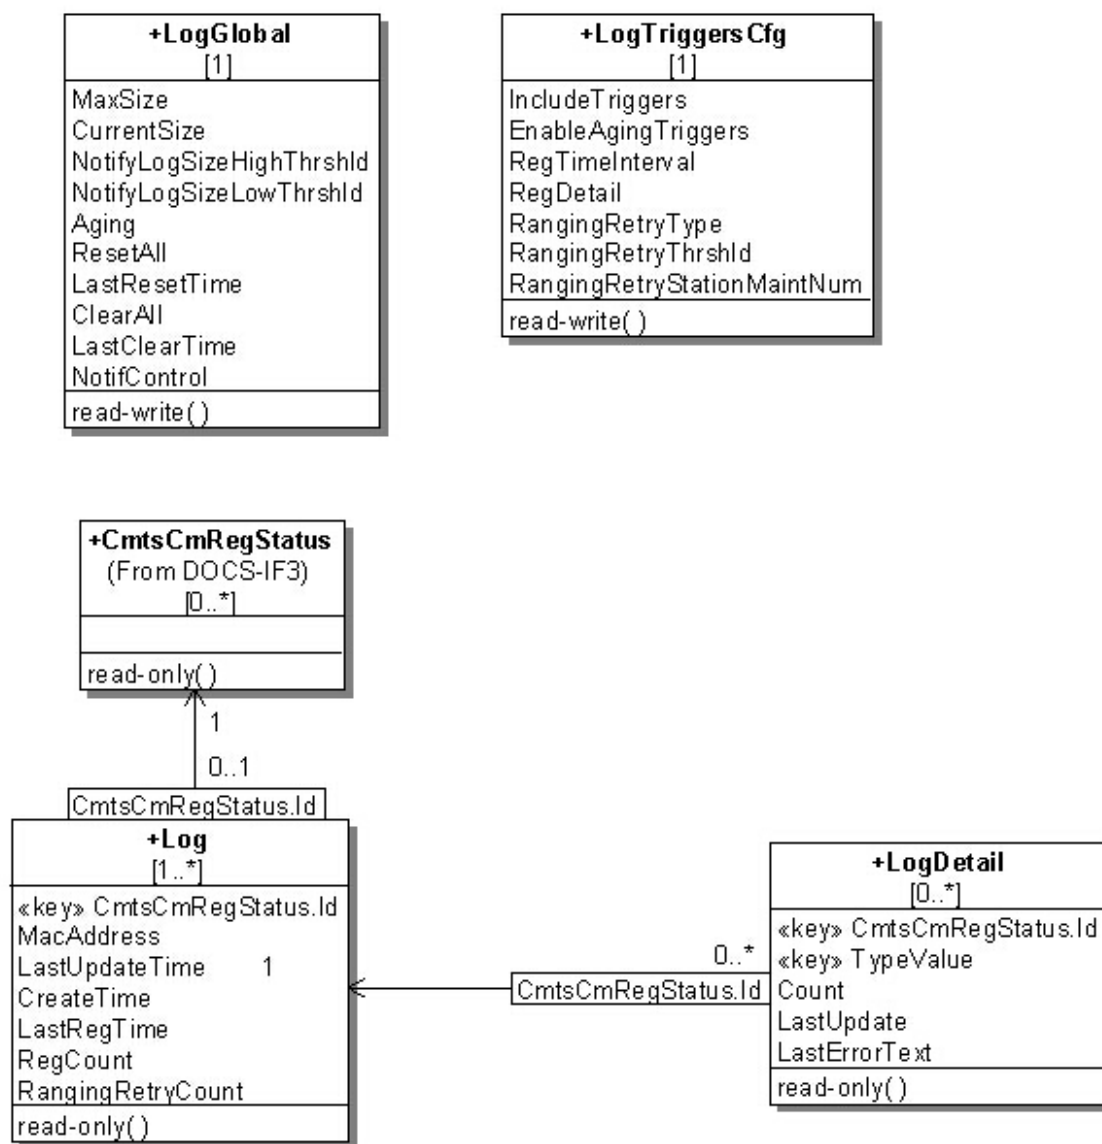 +LogGlobal
[1]
MaxSize
CurrentSize
NotifyLogSizeHighThrshld
NotifyLogSizeLowThrshld
Aging
ResetAll
LastResetTime
ClearAll
LastClearTime
NotifControl
read-write()
+LogTriggersCfg
[1]
IncludeTriggers
EnableAgingTriggers
RegTimeInterval
RegDetail
RangingRetryType
RangingRetryThrshld
RangingRetryStationMaintNum
read-write()
+CmtsCmRegStatus
(From DOCS-IF3)
[0..*]
read-only()
1
0..1
CmtsCmRegStatus.Id
+Log
[1..*]
«key» CmtsCmRegStatus.Id
MacAddress
LastUpdateTime 1
CreateTime
LastRegTime
RegCount
RangingRetryCount
read-only()
0..*
CmtsCmRegStatus.Id
+LogDetail
[0..*]
«key» CmtsCmRegStatus.Id
«key» TypeValue
Count
LastUpdate
LastErrorText
read-only()